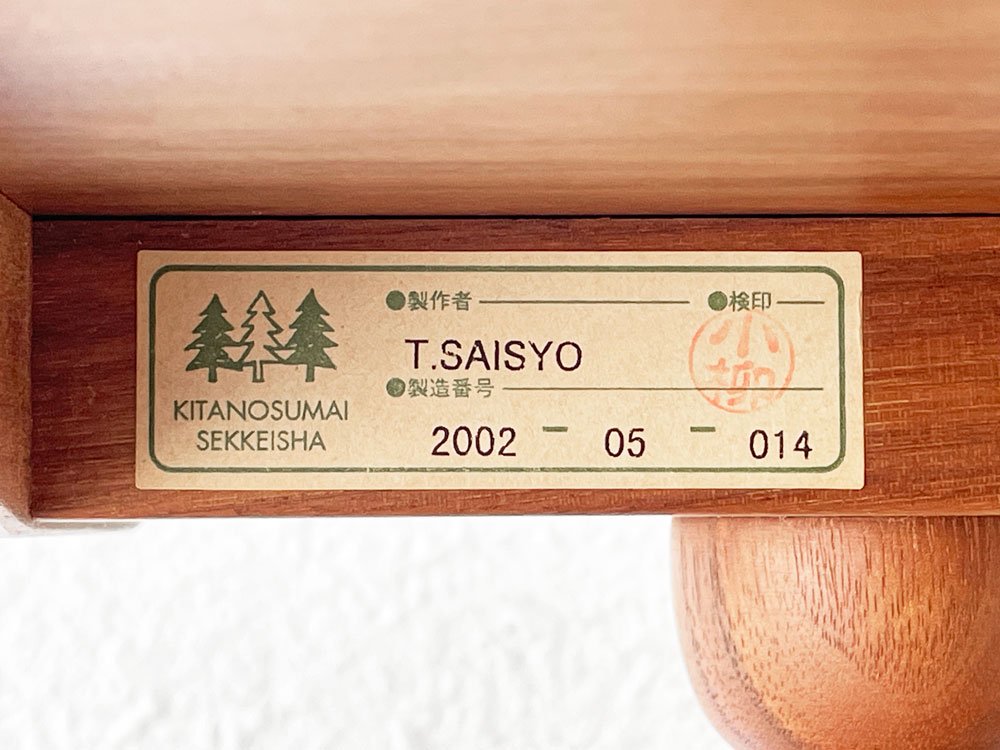 KITANOSUMAI
SEKKEISHA
●製作者
●検印
T.SAISYO
小柳
●製造番号
2002 - 05 - 014